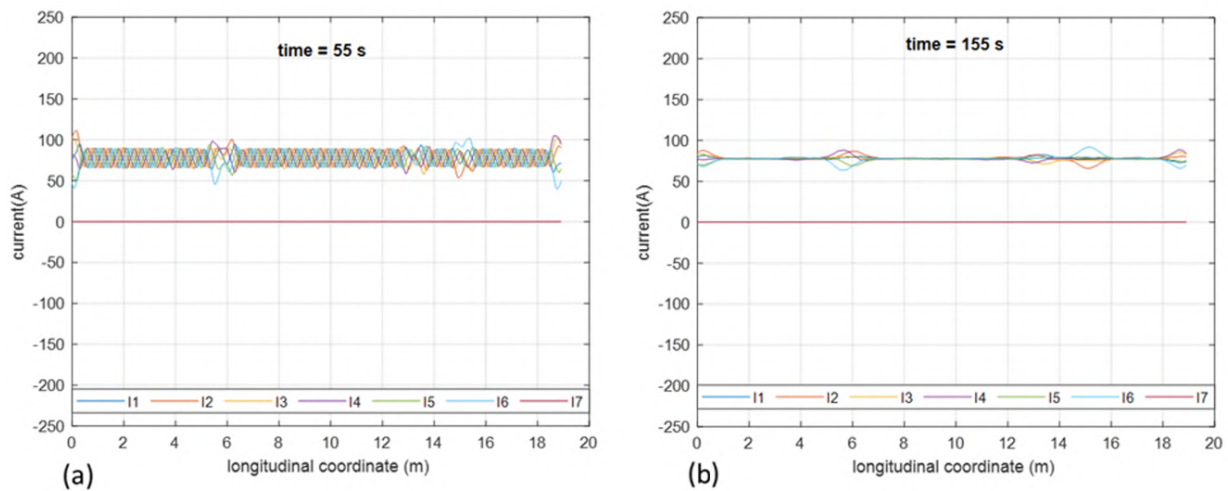 250
200
150
100
50
0
-50
-100
-150
-200
-250
current(A)
time = 55 s
I1 I2 I3 I4 I5 I6 I7
0 2 4 6 8 10 12 14 16 18 20
longitudinal coordinate (m)
(a)
250
200
150
100
50
0
-50
-100
-150
-200
-250
current(A)
time = 155 s
I1 I2 I3 I4 I5 I6 I7
0 2 4 6 8 10 12 14 16 18 20
longitudinal coordinate (m)
(b)